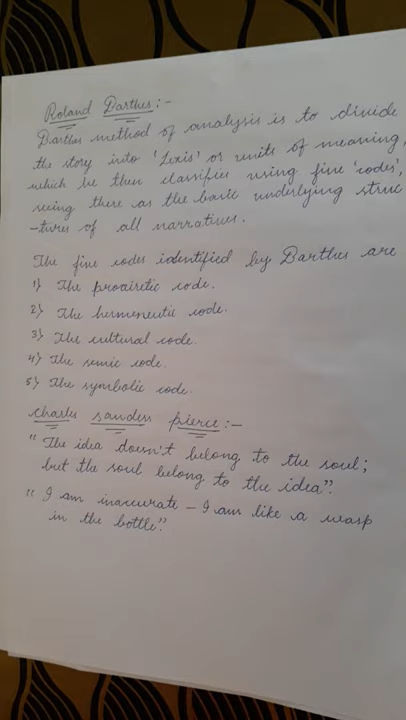 Roland Barthes:-
Barthes method of analysis is to divide
the story into 'Lexis' or units of meaning,
which he then classifies using five 'codes',
seeing these as the basic underlying struc
-tures of all narratives.
The five codes identified by Barthes are
1) The proairetic code.
2) The hermeneutic code.
3) The cultural code.
4) The semic code.
5) The symbolic code.
Charles sanders pierce:-
"The idea doesn't belong to the soul;
but the soul belong to the idea".
"I am inaccurate - I am like a wasp
in the bottle".